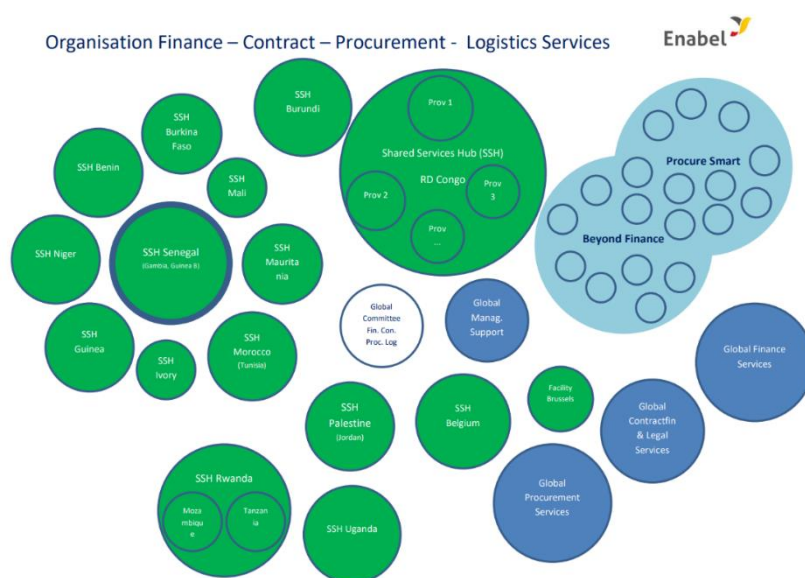 Organisation Finance – Contract – Procurement - Logistics Services
Enabel
SSH
Burundi
Prov 1
Shared Services Hub (SSH)
RD Congo
Prov 2
Prov
3
Prov
...
SSH
Burkina
Faso
SSH Benin
SSH
Mali
SSH Niger
SSH Senegal
(Gambia, Guinea B)
SSH
Maurita
nia
SSH
Guinea
SSH
Ivory
SSH
Morocco
(Tunisia)
Procure Smart
Beyond Finance
Global
Committee
Fin. Con.
Proc. Log
Global
Manag.
Support
Global Finance
Services
SSH
Palestine
(Jordan)
SSH
Belgium
Facility
Brussels
Global
Contractfin
& Legal
Services
SSH Rwanda
Moza
mbiqu
e
Tanzan
ia
SSH Uganda
Global
Procurement
Services